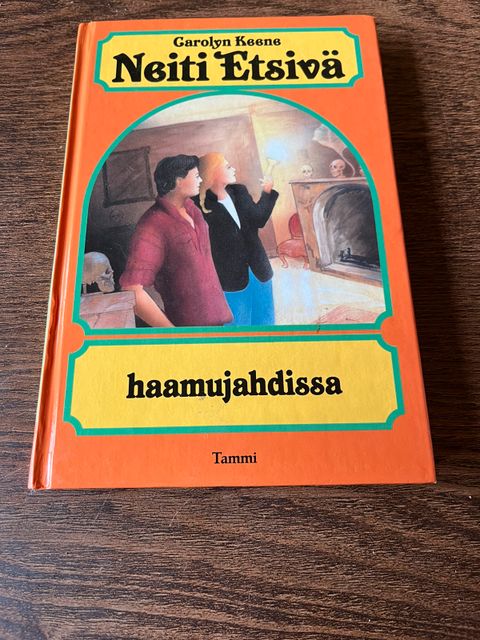 Carolyn Keene
Neiti Etsivä
haamujahdissa
Tammi